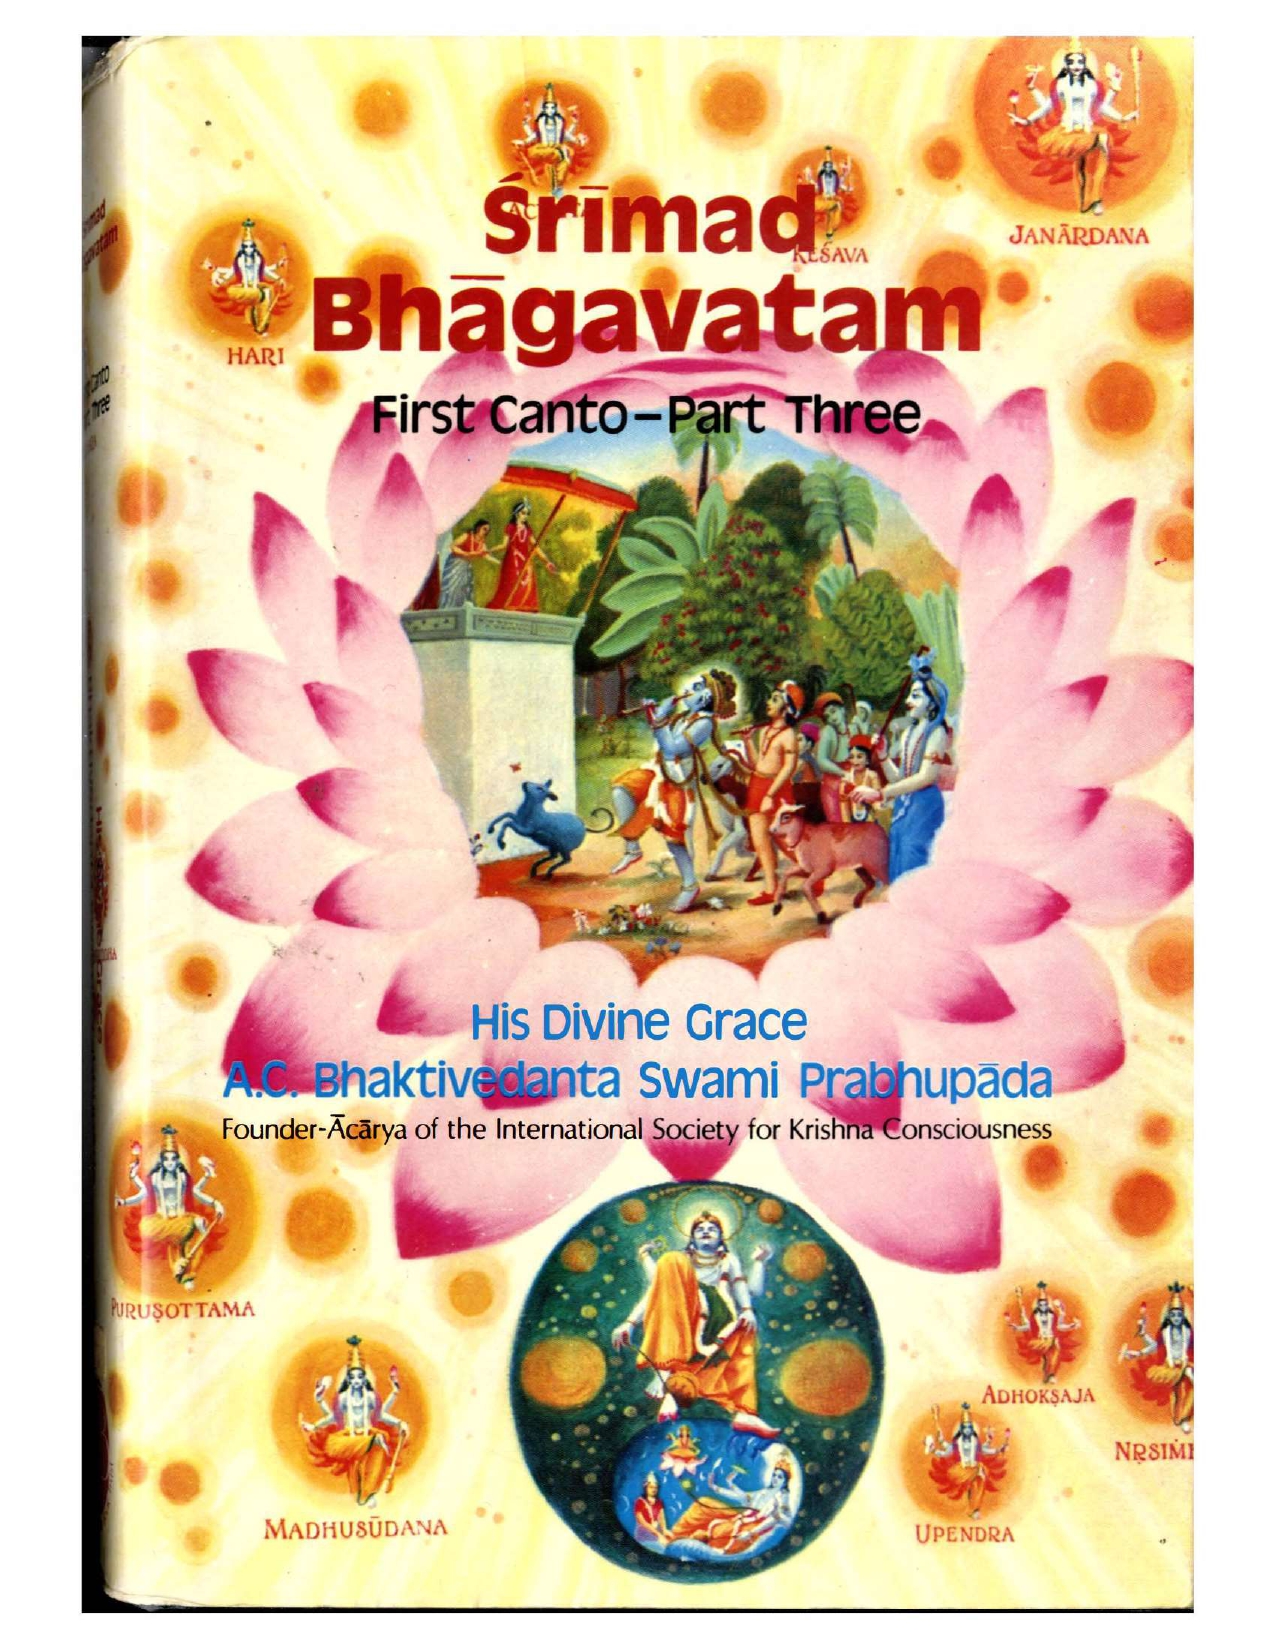 Śrīmad
Bhāgavatam
First Canto–Part Three
KEŚAVA
JANĀRDANA
HARI
His Divine Grace
A.C. Bhaktivedanta Swami Prabhupāda
Founder-Ācārya of the International Society for Krishna Consciousness
PURUṢOTTAMA
MADHUSŪDANA
ADHOKṢAJA
UPENDRA